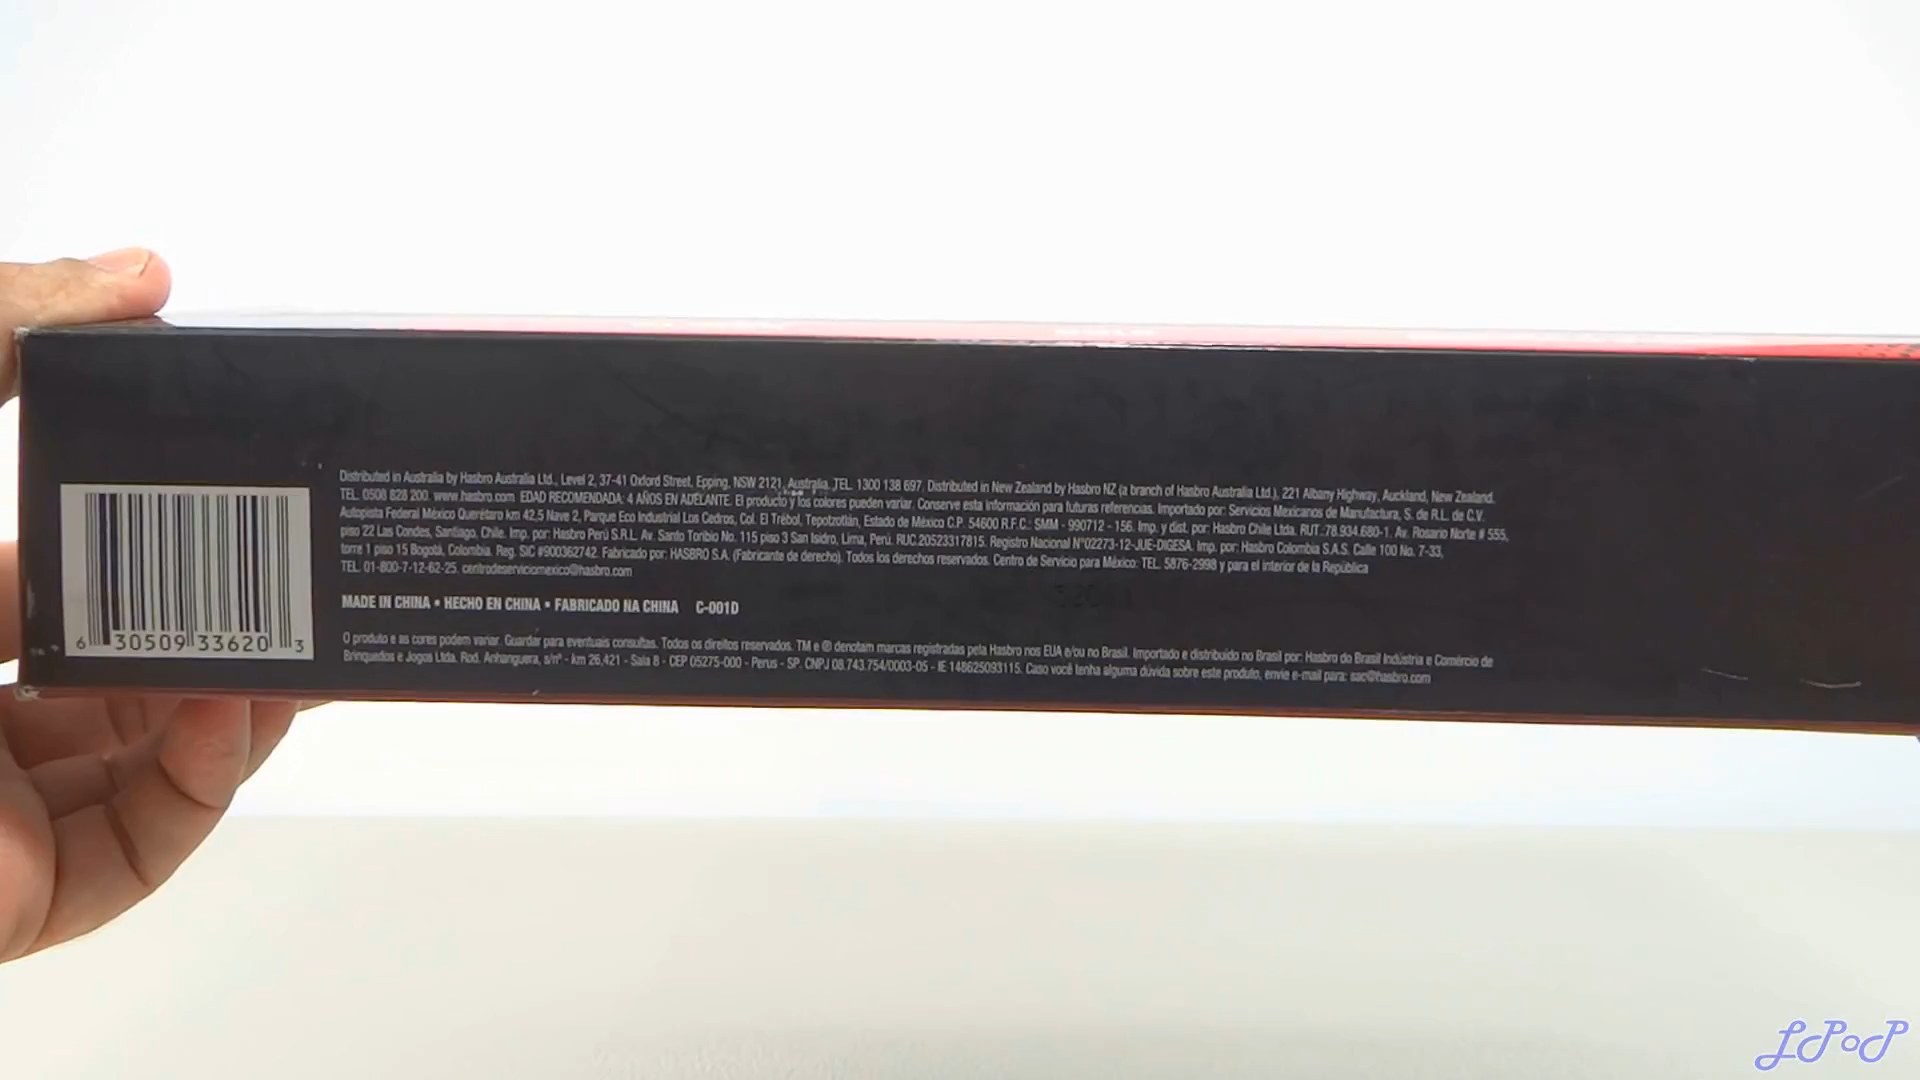 Distributed in Australia by Hasbro Australia Ltd., Level 2, 37-41 Oxford Street, Epping, NSW 2121, Australia. TEL. 1300 138 697. Distributed in New Zealand by Hasbro NZ (a branch of Hasbro Australia Ltd.), 221 Albany Highway, Auckland, New Zealand.
TEL. 0508 828 200. www.hasbro.com EDAD RECOMENDADA: 4 AÑOS EN ADELANTE. El producto y los colores pueden variar. Conserve esta información para futuras referencias. Importado por: Servicios Mexicanos de Manufactura, S. de R.L. de C.V.
Autopista Federal México Querétaro km 42.5 Nave 2, Parque Eco Industrial Los Cedros, Col. El Trébol, Tepotzotlán, Estado de México C.P. 54600 R.F.C.: SMM - 990712 - 156. Imp. y dist. por: Hasbro Chile Ltda. RUT.:78.934.680-1. Av. Rosario Norte # 555,
piso 22 Las Condes, Santiago, Chile. Imp. por: Hasbro Perú S.R.L. Av. Santo Toribio No. 115 piso 3 San Isidro, Lima, Perú. RUC.20523317815. Registro Nacional N°02273-12-JUE-DIGESA. Imp. por: Hasbro Colombia S.A.S. Calle 100 No. 7-33,
torre 1 piso 15 Bogotá, Colombia. Reg. SIC #900362742. Fabricado por: HASBRO S.A. (Fabricante de derecho). Todos los derechos reservados. Centro de Servicio para México: TEL. 5876-2998 y para el interior de la República
TEL. 01-800-7-12-62-25. centrodeserviciomexico@hasbro.com
MADE IN CHINA • HECHO EN CHINA • FABRICADO NA CHINA C-001D
O produto e as cores podem variar. Guardar para eventuais consultas. Todos os direitos reservados. TM e ® denotam marcas registradas pela Hasbro nos EUA e/ou no Brasil. Importado e distribuido no Brasil por: Hasbro do Brasil Indústria e Comércio de
Brinquedos e Jogos Ltda. Rod. Anhanguera, s/nº - km 26,421 - Sala 8 - CEP 05275-000 - Perus - SP. CNPJ 08.743.754/0003-05 - IE 148625093115. Caso você tenha alguma dúvida sobre este produto, envie e-mail para: sac@hasbro.com
6 30509 33620 3
LPoP